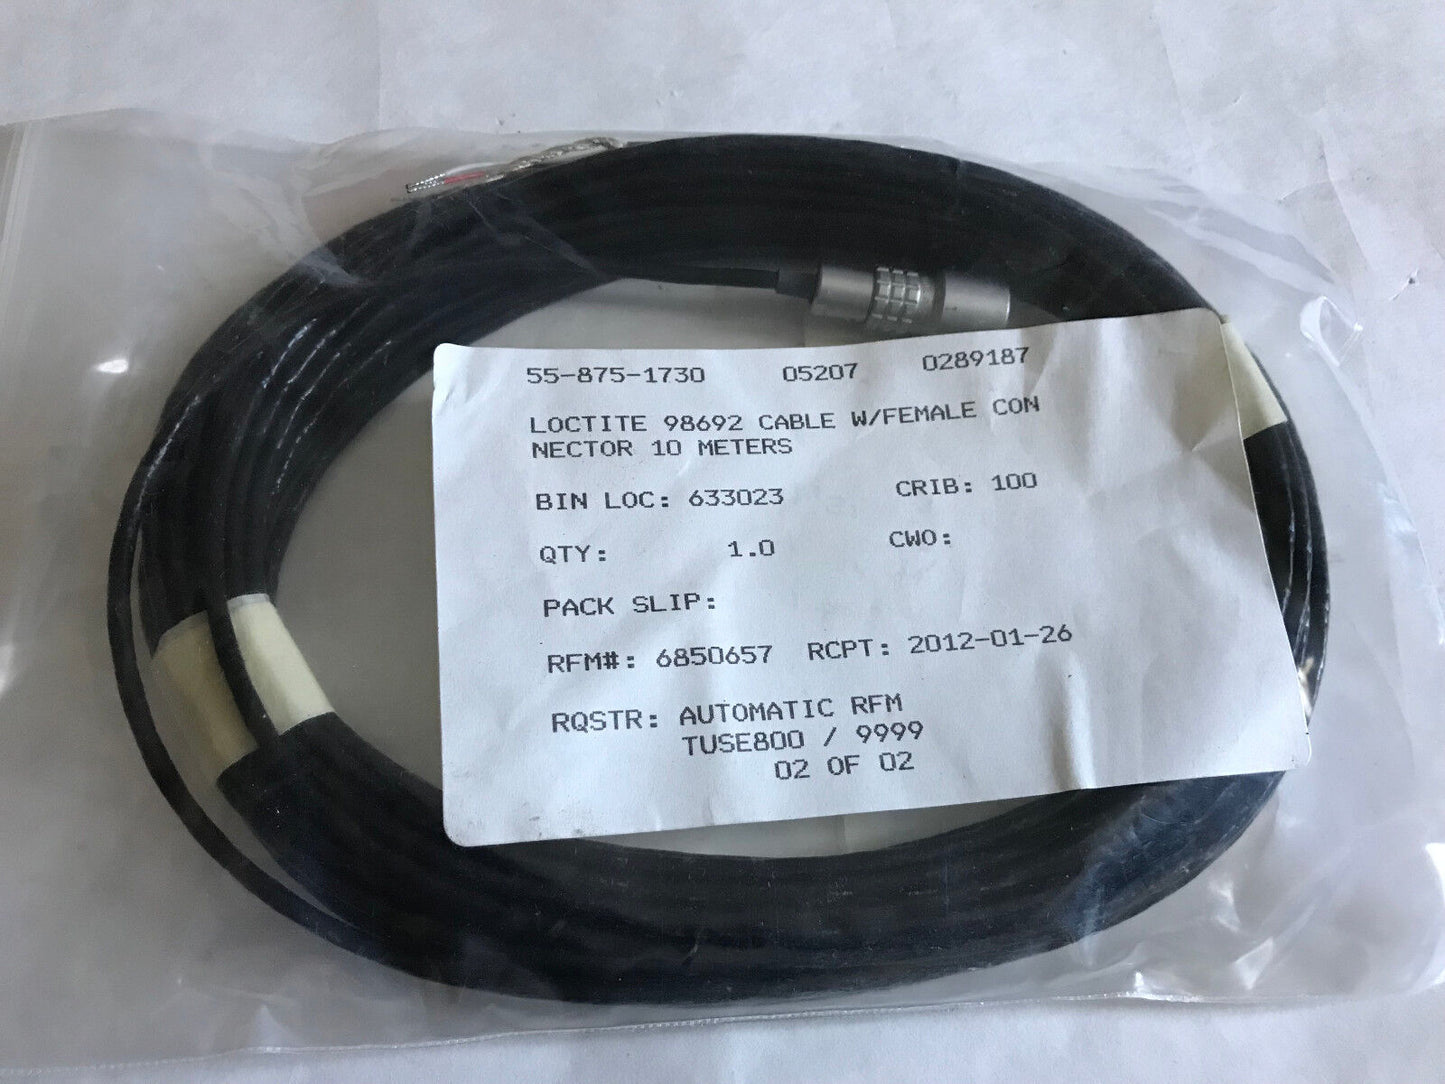 55-875-1730 05207 0289187
LOCTITE 98692 CABLE W/FEMALE CON
NECTOR 10 METERS
BIN LOC: 633023 CRIB: 100
QTY: 1.0 CWO:
PACK SLIP:
RFM#: 6850657 RCPT: 2012-01-26
RQSTR: AUTOMATIC RFM
TUSE800 / 9999
02 OF 02